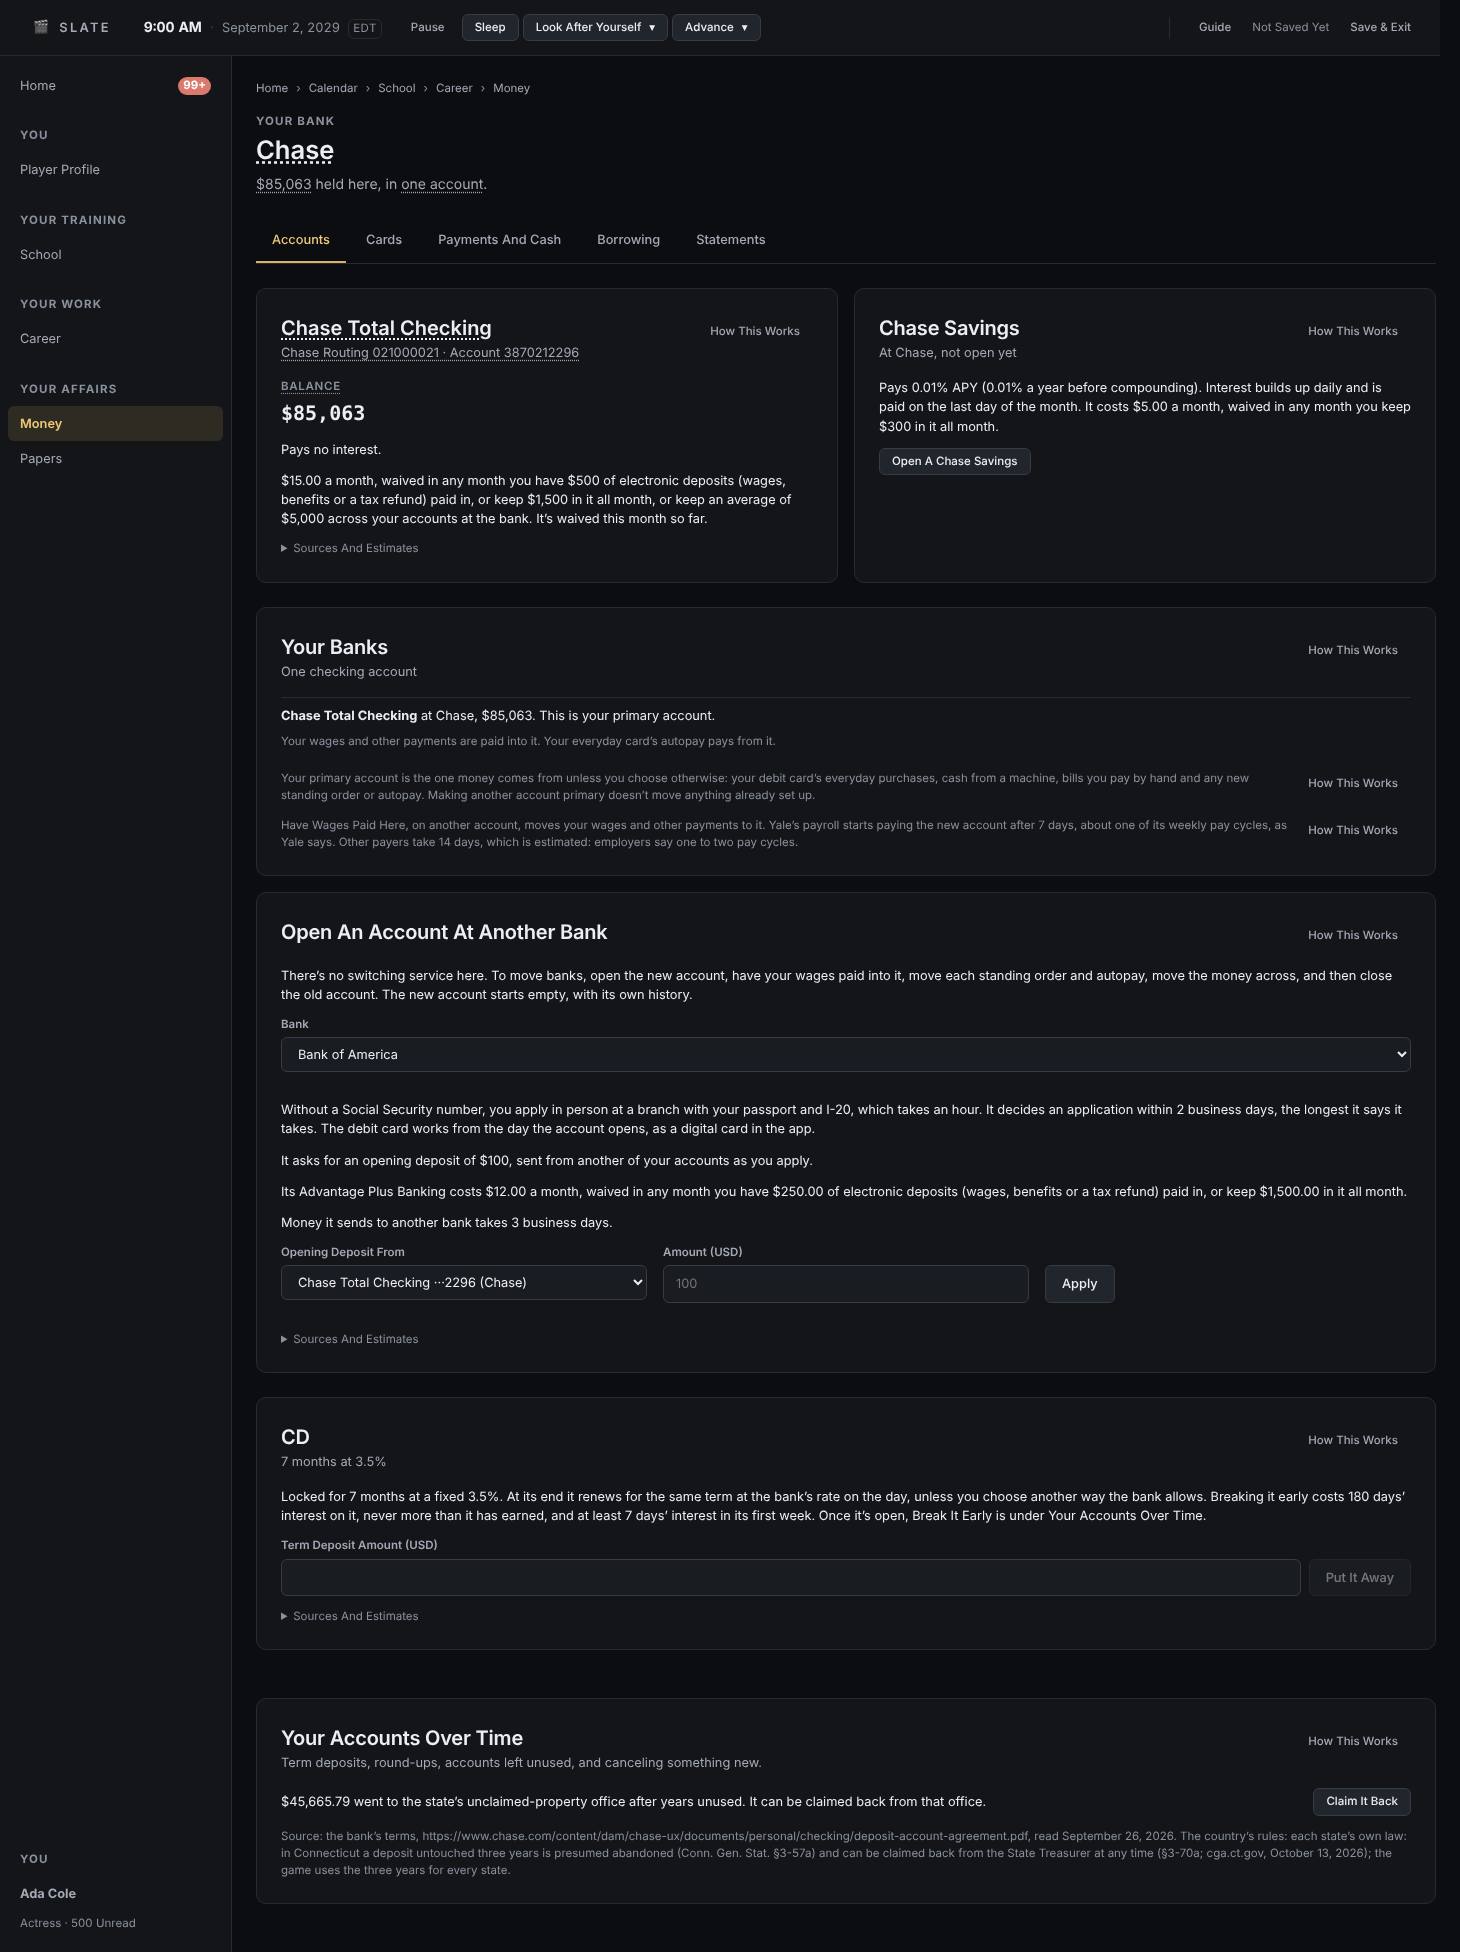 SLATE
9:00 AM · September 2, 2029 EDT
Pause
Sleep
Look After Yourself ▾
Advance ▾
Guide
Not Saved Yet
Save & Exit
Home
99+
YOU
Player Profile
YOUR TRAINING
School
YOUR WORK
Career
YOUR AFFAIRS
Money
Papers
Home › Calendar › School › Career › Money
YOUR BANK
Chase
$85,063 held here, in one account.
Accounts
Cards
Payments And Cash
Borrowing
Statements
Chase Total Checking
How This Works
Chase Routing 021000021 · Account 3870212296
BALANCE
$85,063
Pays no interest.
$15.00 a month, waived in any month you have $500 of electronic deposits (wages,
benefits or a tax refund) paid in, or keep $1,500 in it all month, or keep an average of
$5,000 across your accounts at the bank. It’s waived this month so far.
▶ Sources And Estimates
Chase Savings
How This Works
At Chase, not open yet
Pays 0.01% APY (0.01% a year before compounding). Interest builds up daily and is
paid on the last day of the month. It costs $5.00 a month, waived in any month you keep
$300 in it all month.
Open A Chase Savings
Your Banks
How This Works
One checking account
Chase Total Checking at Chase, $85,063. This is your primary account.
Your wages and other payments are paid into it. Your everyday card’s autopay pays from it.
Your primary account is the one money comes from unless you choose otherwise: your debit card’s everyday purchases, cash from a machine, bills you pay by hand and any new
standing order or autopay. Making another account primary doesn’t move anything already set up.
How This Works
Have Wages Paid Here, on another account, moves your wages and other payments to it. Yale’s payroll starts paying the new account after 7 days, about one of its weekly pay cycles, as
Yale says. Other payers take 14 days, which is estimated: employers say one to two pay cycles.
How This Works
Open An Account At Another Bank
How This Works
There’s no switching service here. To move banks, open the new account, have your wages paid into it, move each standing order and autopay, move the money across, and then close
the old account. The new account starts empty, with its own history.
Bank
Bank of America
Without a Social Security number, you apply in person at a branch with your passport and I-20, which takes an hour. It decides an application within 2 business days, the longest it says it
takes. The debit card works from the day the account opens, as a digital card in the app.
It asks for an opening deposit of $100, sent from another of your accounts as you apply.
Its Advantage Plus Banking costs $12.00 a month, waived in any month you have $250.00 of electronic deposits (wages, benefits or a tax refund) paid in, or keep $1,500.00 in it all month.
Money it sends to another bank takes 3 business days.
Opening Deposit From
Amount (USD)
Chase Total Checking ···2296 (Chase)
100
Apply
▶ Sources And Estimates
CD
How This Works
7 months at 3.5%
Locked for 7 months at a fixed 3.5%. At its end it renews for the same term at the bank’s rate on the day, unless you choose another way the bank allows. Breaking it early costs 180 days’
interest on it, never more than it has earned, and at least 7 days’ interest in its first week. Once it’s open, Break It Early is under Your Accounts Over Time.
Term Deposit Amount (USD)
Put It Away
▶ Sources And Estimates
Your Accounts Over Time
How This Works
Term deposits, round-ups, accounts left unused, and canceling something new.
$45,665.79 went to the state’s unclaimed-property office after years unused. It can be claimed back from that office.
Claim It Back
Source: the bank’s terms, https://www.chase.com/content/dam/chase-ux/documents/personal/checking/deposit-account-agreement.pdf, read September 26, 2026. The country’s rules: each state’s own law:
in Connecticut a deposit untouched three years is presumed abandoned (Conn. Gen. Stat. §3-57a) and can be claimed back from the State Treasurer at any time (§3-70a; cga.ct.gov, October 13, 2026); the
game uses the three years for every state.
YOU
Ada Cole
Actress · 500 Unread